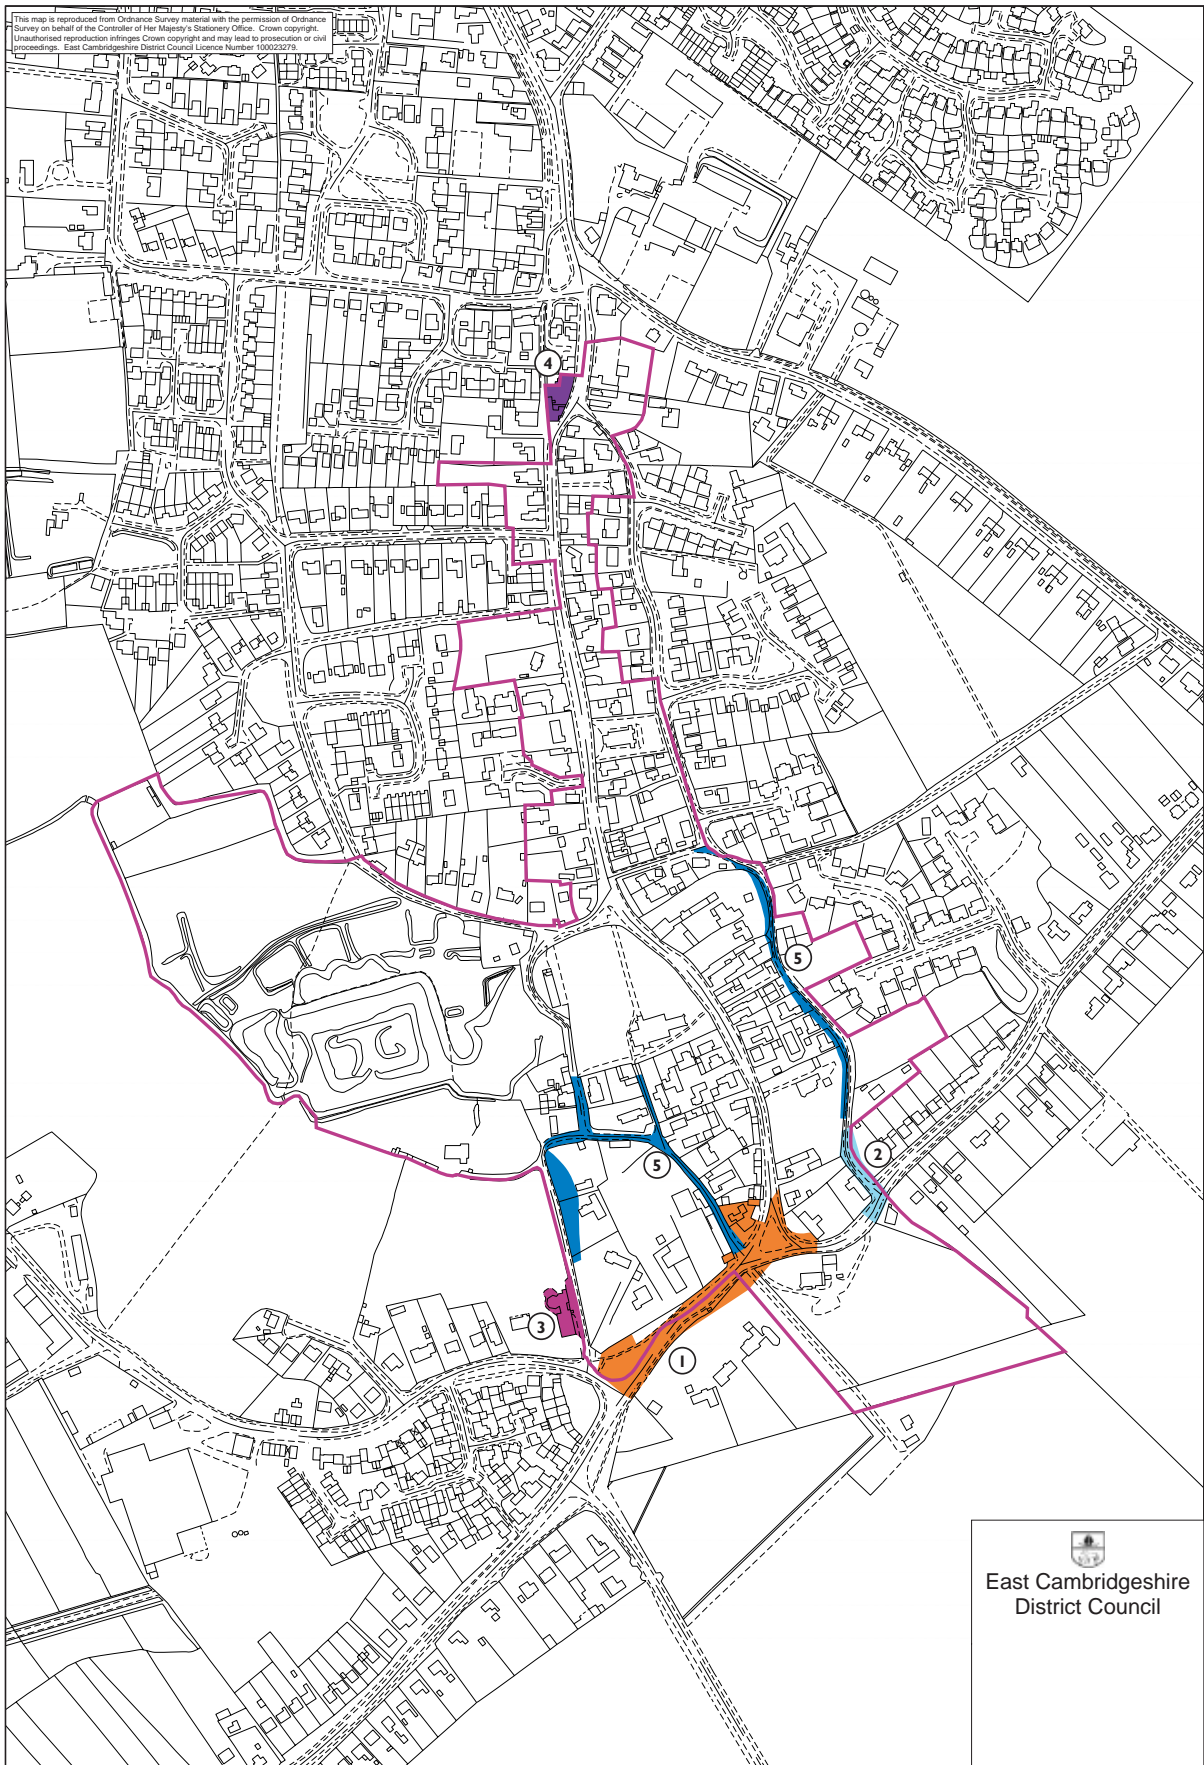 This map is reproduced from Ordnance Survey material with the permission of Ordnance
Survey on behalf of the Controller of Her Majesty's Stationery Office. Crown copyright.
Unauthorised reproduction infringes Crown copyright and may lead to prosecution or civil
proceedings. East Cambridgeshire District Council Licence Number 100023279.
4
5
2
5
3
1
East Cambridgeshire
District Council